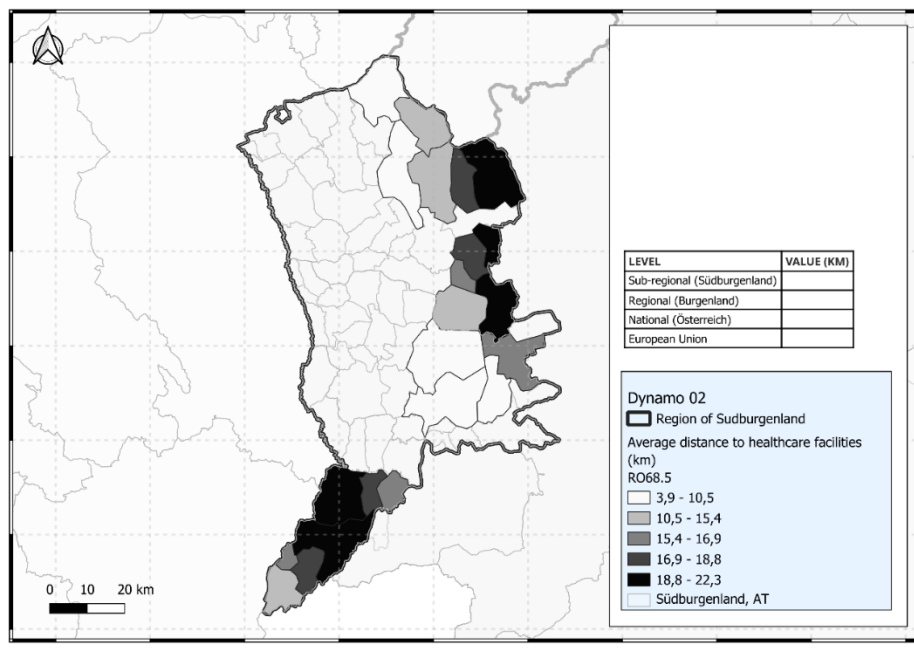 LEVEL VALUE (KM)
Sub-regional (Südburgenland)
Regional (Burgenland)
National (Österreich)
European Union
Dynamo 02
Region of Sudburgenland
Average distance to healthcare facilities
(km)
RO68.5
3,9 - 10,5
10,5 - 15,4
15,4 - 16,9
16,9 - 18,8
18,8 - 22,3
Südburgenland, AT
0 10 20 km